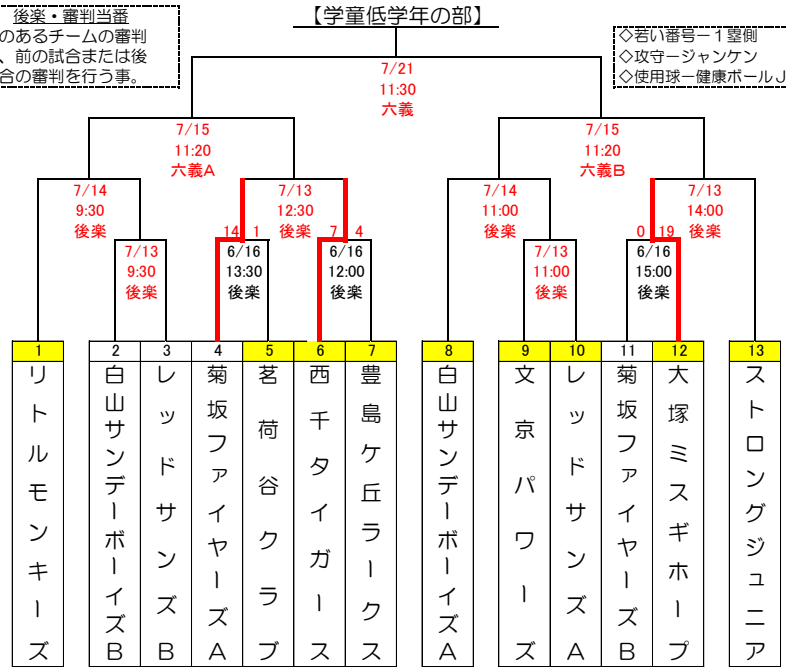 後楽・審判当番
のあるチームの審判
、前の試合または後
合の審判を行う事。
【学童低学年の部】
◇若い番号－１塁側
◇攻守－ジャンケン
◇使用球－健康ボールＪ
7/21
11:30
六義
7/15
11:20
六義A
7/15
11:20
六義B
7/14
9:30
後楽
7/13
12:30
後楽
7/14
11:00
後楽
7/13
14:00
後楽
14 1
7 4
0 19
7/13
9:30
後楽
6/16
13:30
後楽
6/16
12:00
後楽
7/13
11:00
後楽
6/16
15:00
後楽
1
リトルモンキーズ
2
白山サンデーボーイズB
3
レッドサンズB
4
菊坂ファイヤーズA
5
茗荷谷クラブ
6
西千タイガース
7
豊島ケ丘ラークス
8
白山サンデーボーイズA
9
文京パワーズ
10
レッドサンズA
11
菊坂ファイヤーズB
12
大塚ミスギホープ
13
ストロングジュニア